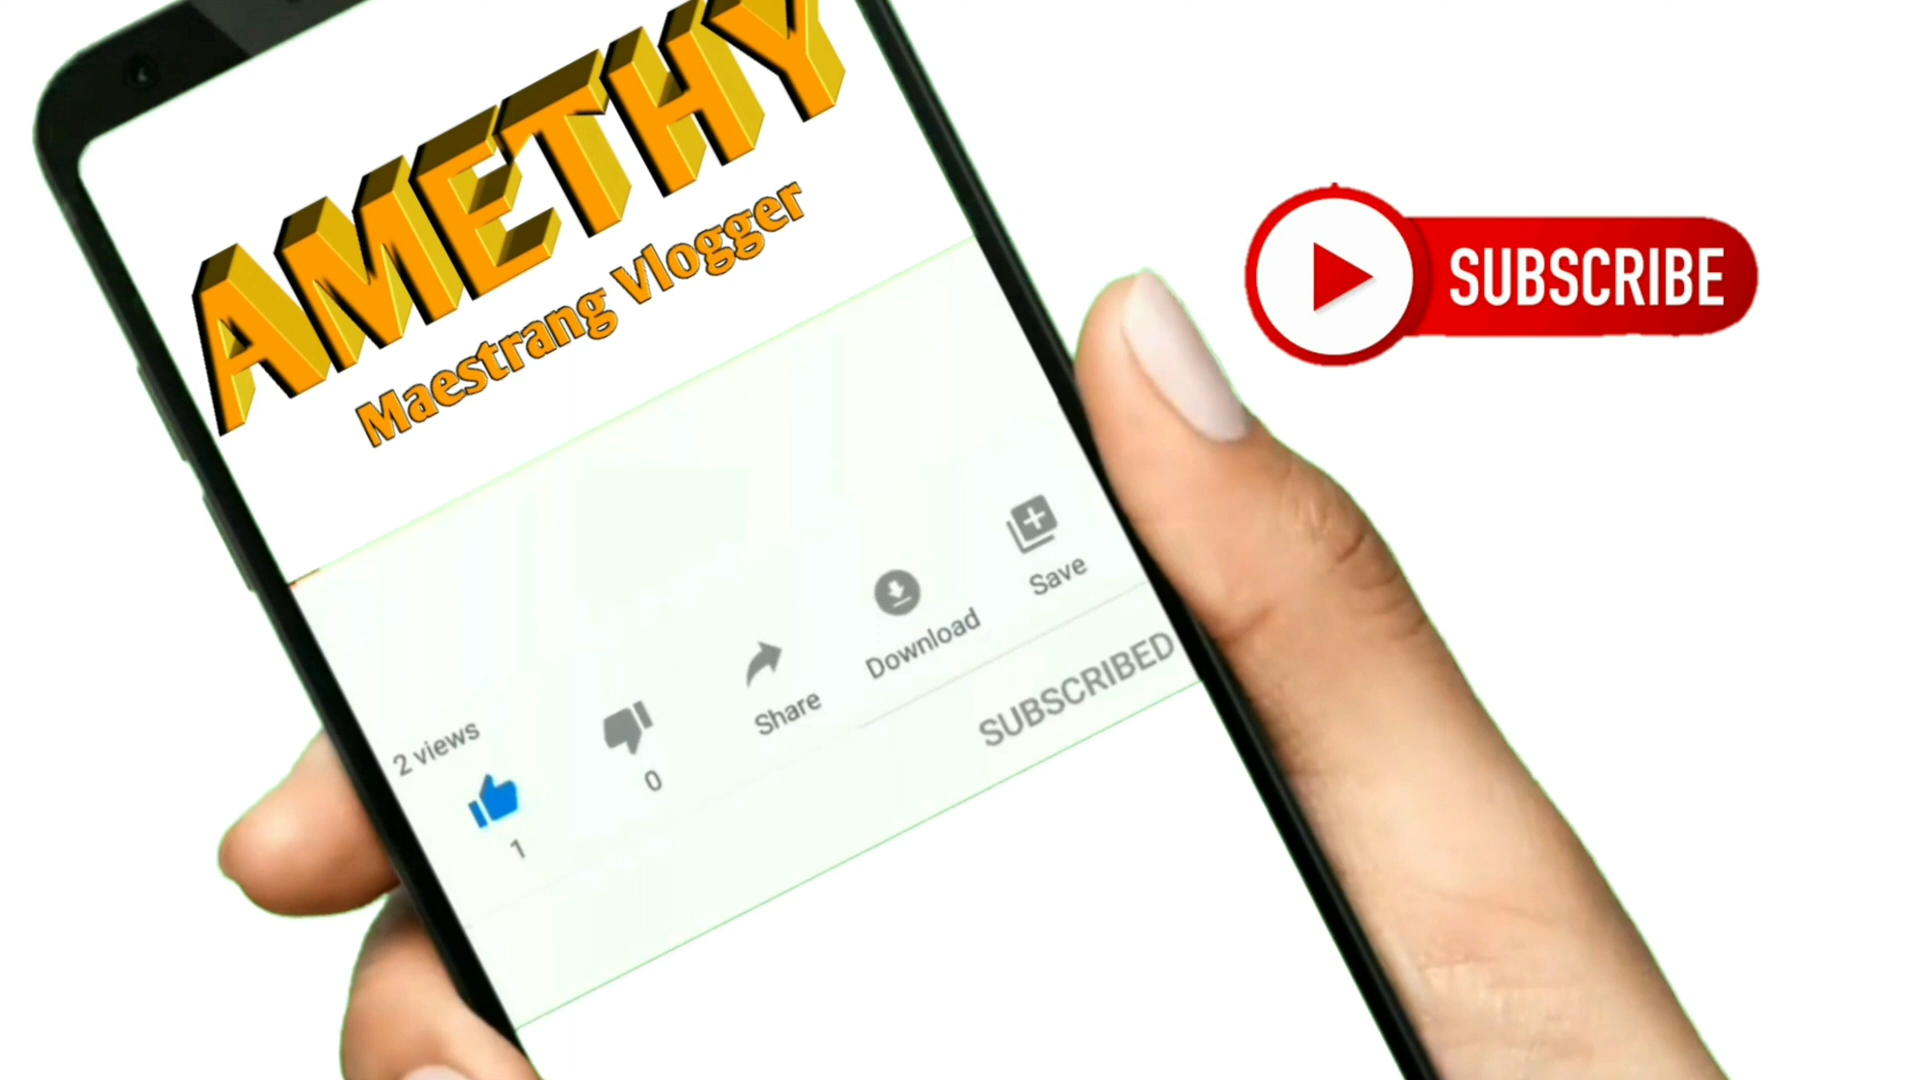 AMETHY
Maestrang Vlogger
SUBSCRIBE
2 views
1
0
Share
Download
Save
SUBSCRIBED